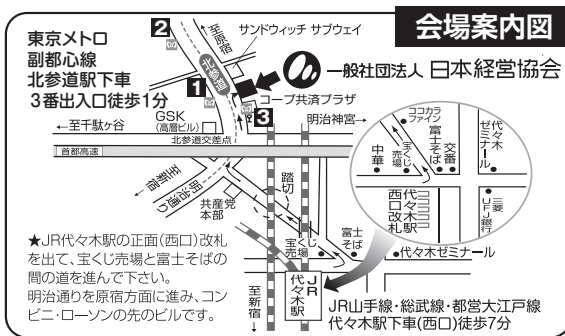 会場案内図
東京メトロ
副都心線
北参道駅下車
3番出入口徒歩1分
2
至原宿
サンドウィッチ サブウェイ
北参道
1
一般社団法人 日本経営協会
コープ共済プラザ
3
GSK
(高層ビル)
明治神宮→
←至千駄ヶ谷
北参道交差点
首都高速
至新宿
明治通り
共産党
本部
踏切
宝くじ
売場
富士
そば
JR
代々木駅
至新宿
代々木ゼミナール
ココカラ
ファイン
宝くじ
売場
富士そば
交番
代々木
ゼミナール
中華
代々木駅
西口改札
三菱
UFJ銀行
★JR代々木駅の正面(西口)改札
を出て、宝くじ売場と富士そばの
間の道を進んで下さい。
明治通りを原宿方面に進み、コン
ビニ・ローソンの先のビルです。
JR山手線・総武線・都営大江戸線
代々木駅下車(西口)徒歩7分